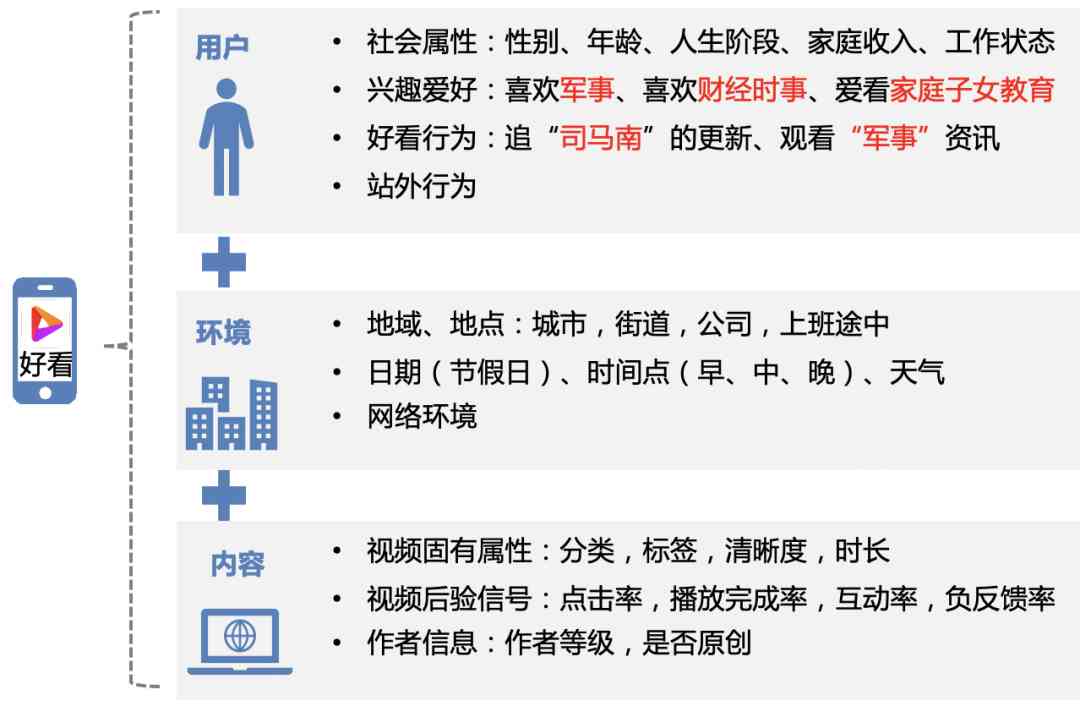 用户
• 社会属性：性别、年龄、人生阶段、家庭收入、工作状态
• 兴趣爱好：喜欢军事、喜欢财经时事、爱看家庭子女教育
• 好看行为：追“司马南”的更新、观看“军事”资讯
• 站外行为
好看
环境
• 地域、地点：城市，街道，公司，上班途中
• 日期（节假日）、时间点（早、中、晚）、天气
• 网络环境
内容
• 视频固有属性：分类，标签，清晰度，时长
• 视频后验信号：点击率，播放完成率，互动率，负反馈率
• 作者信息：作者等级，是否原创